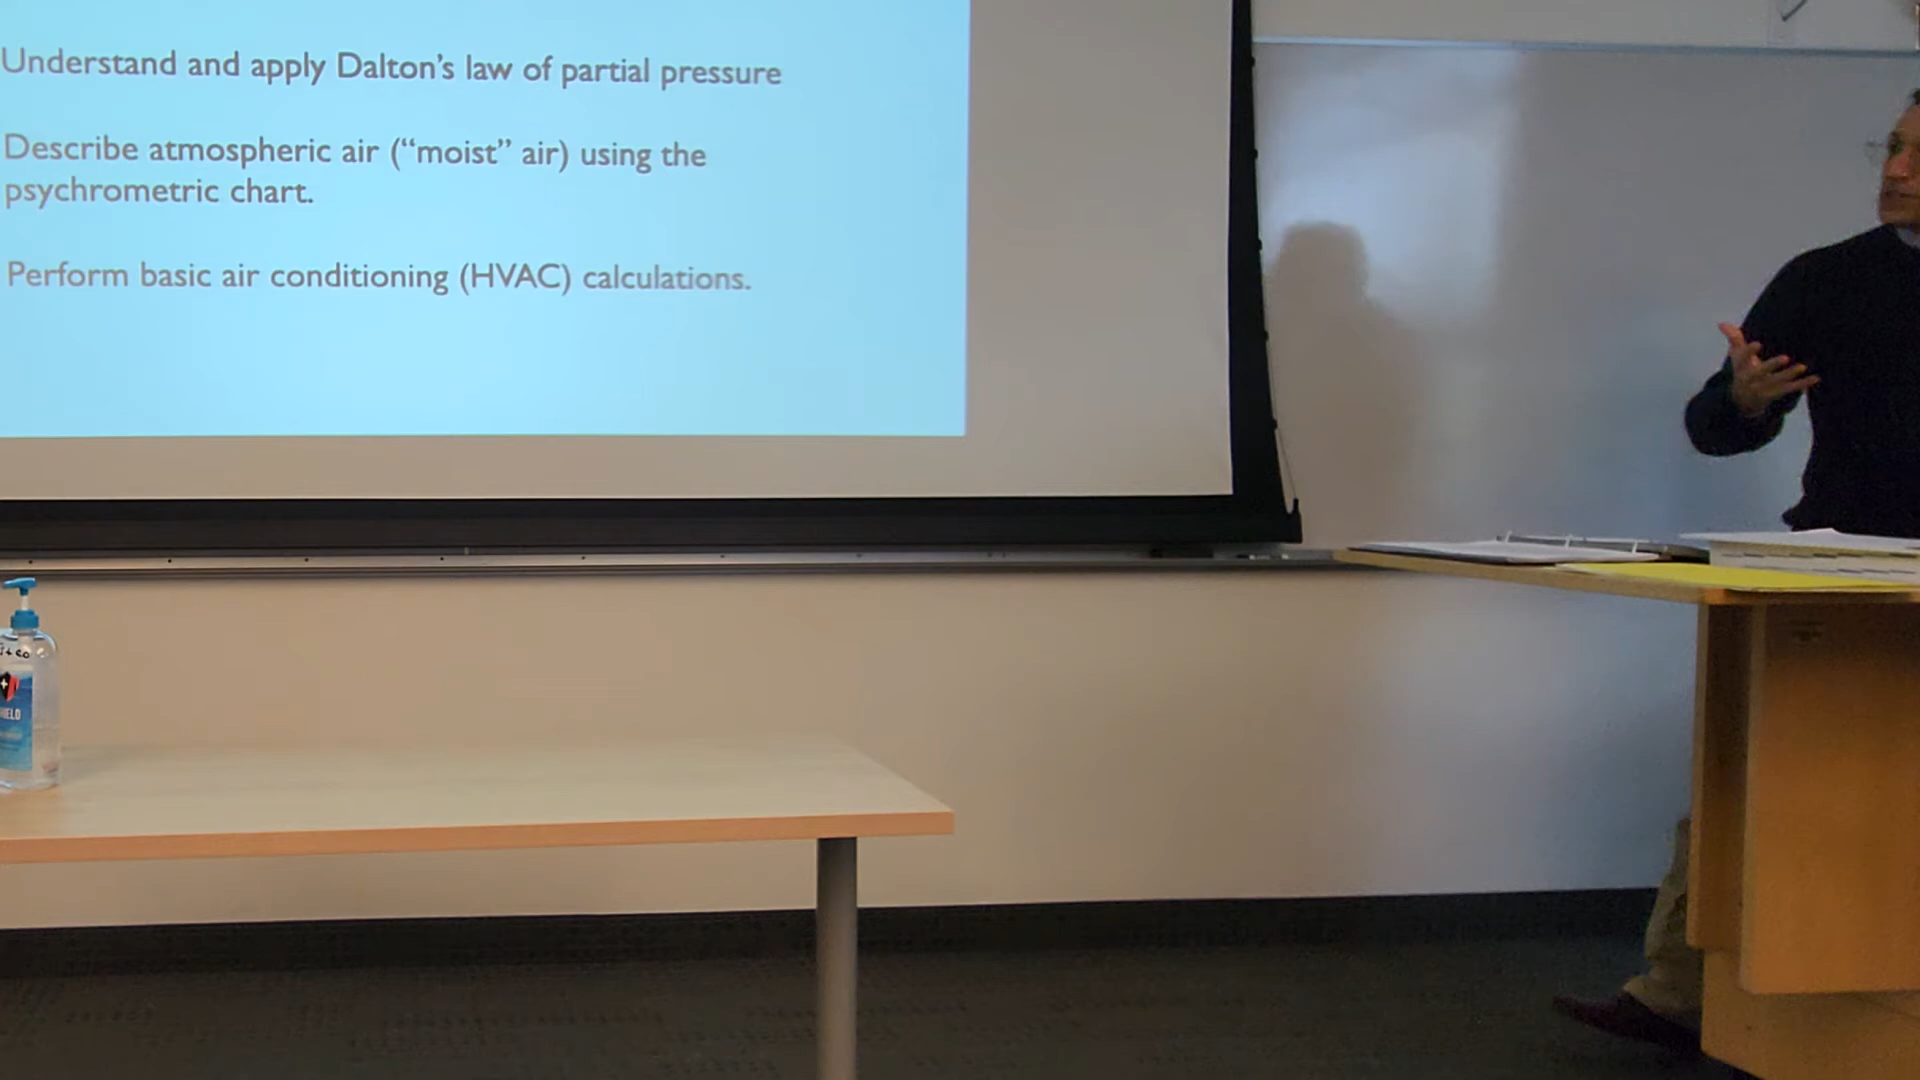 Understand and apply Dalton’s law of partial pressure
Describe atmospheric air (“moist” air) using the
psychrometric chart.
Perform basic air conditioning (HVAC) calculations.
IELD